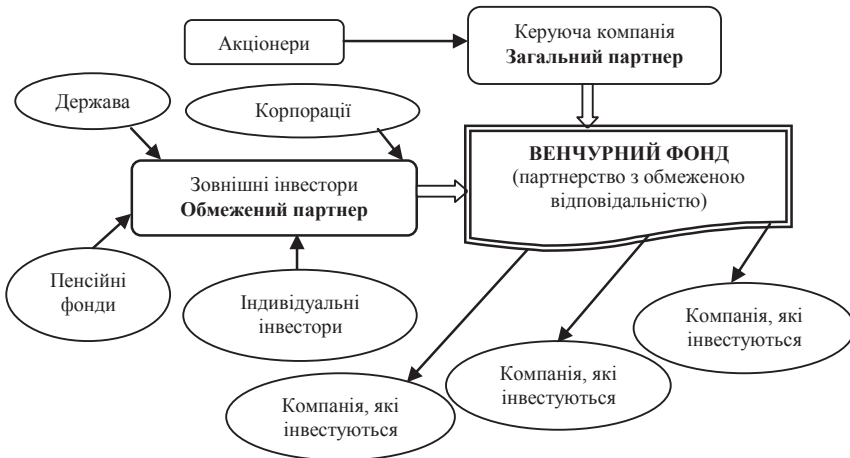 Акціонери
Керуюча компанія
Загальний партнер
Держава
Корпорації
ВЕНЧУРНИЙ ФОНД
(партнерство з обмеженою
відповідальністю)
Зовнішні інвестори
Обмежений партнер
Пенсійні
фонди
Індивідуальні
інвестори
Компанія, які
інвестуються
Компанія, які
інвестуються
Компанія, які
інвестуються